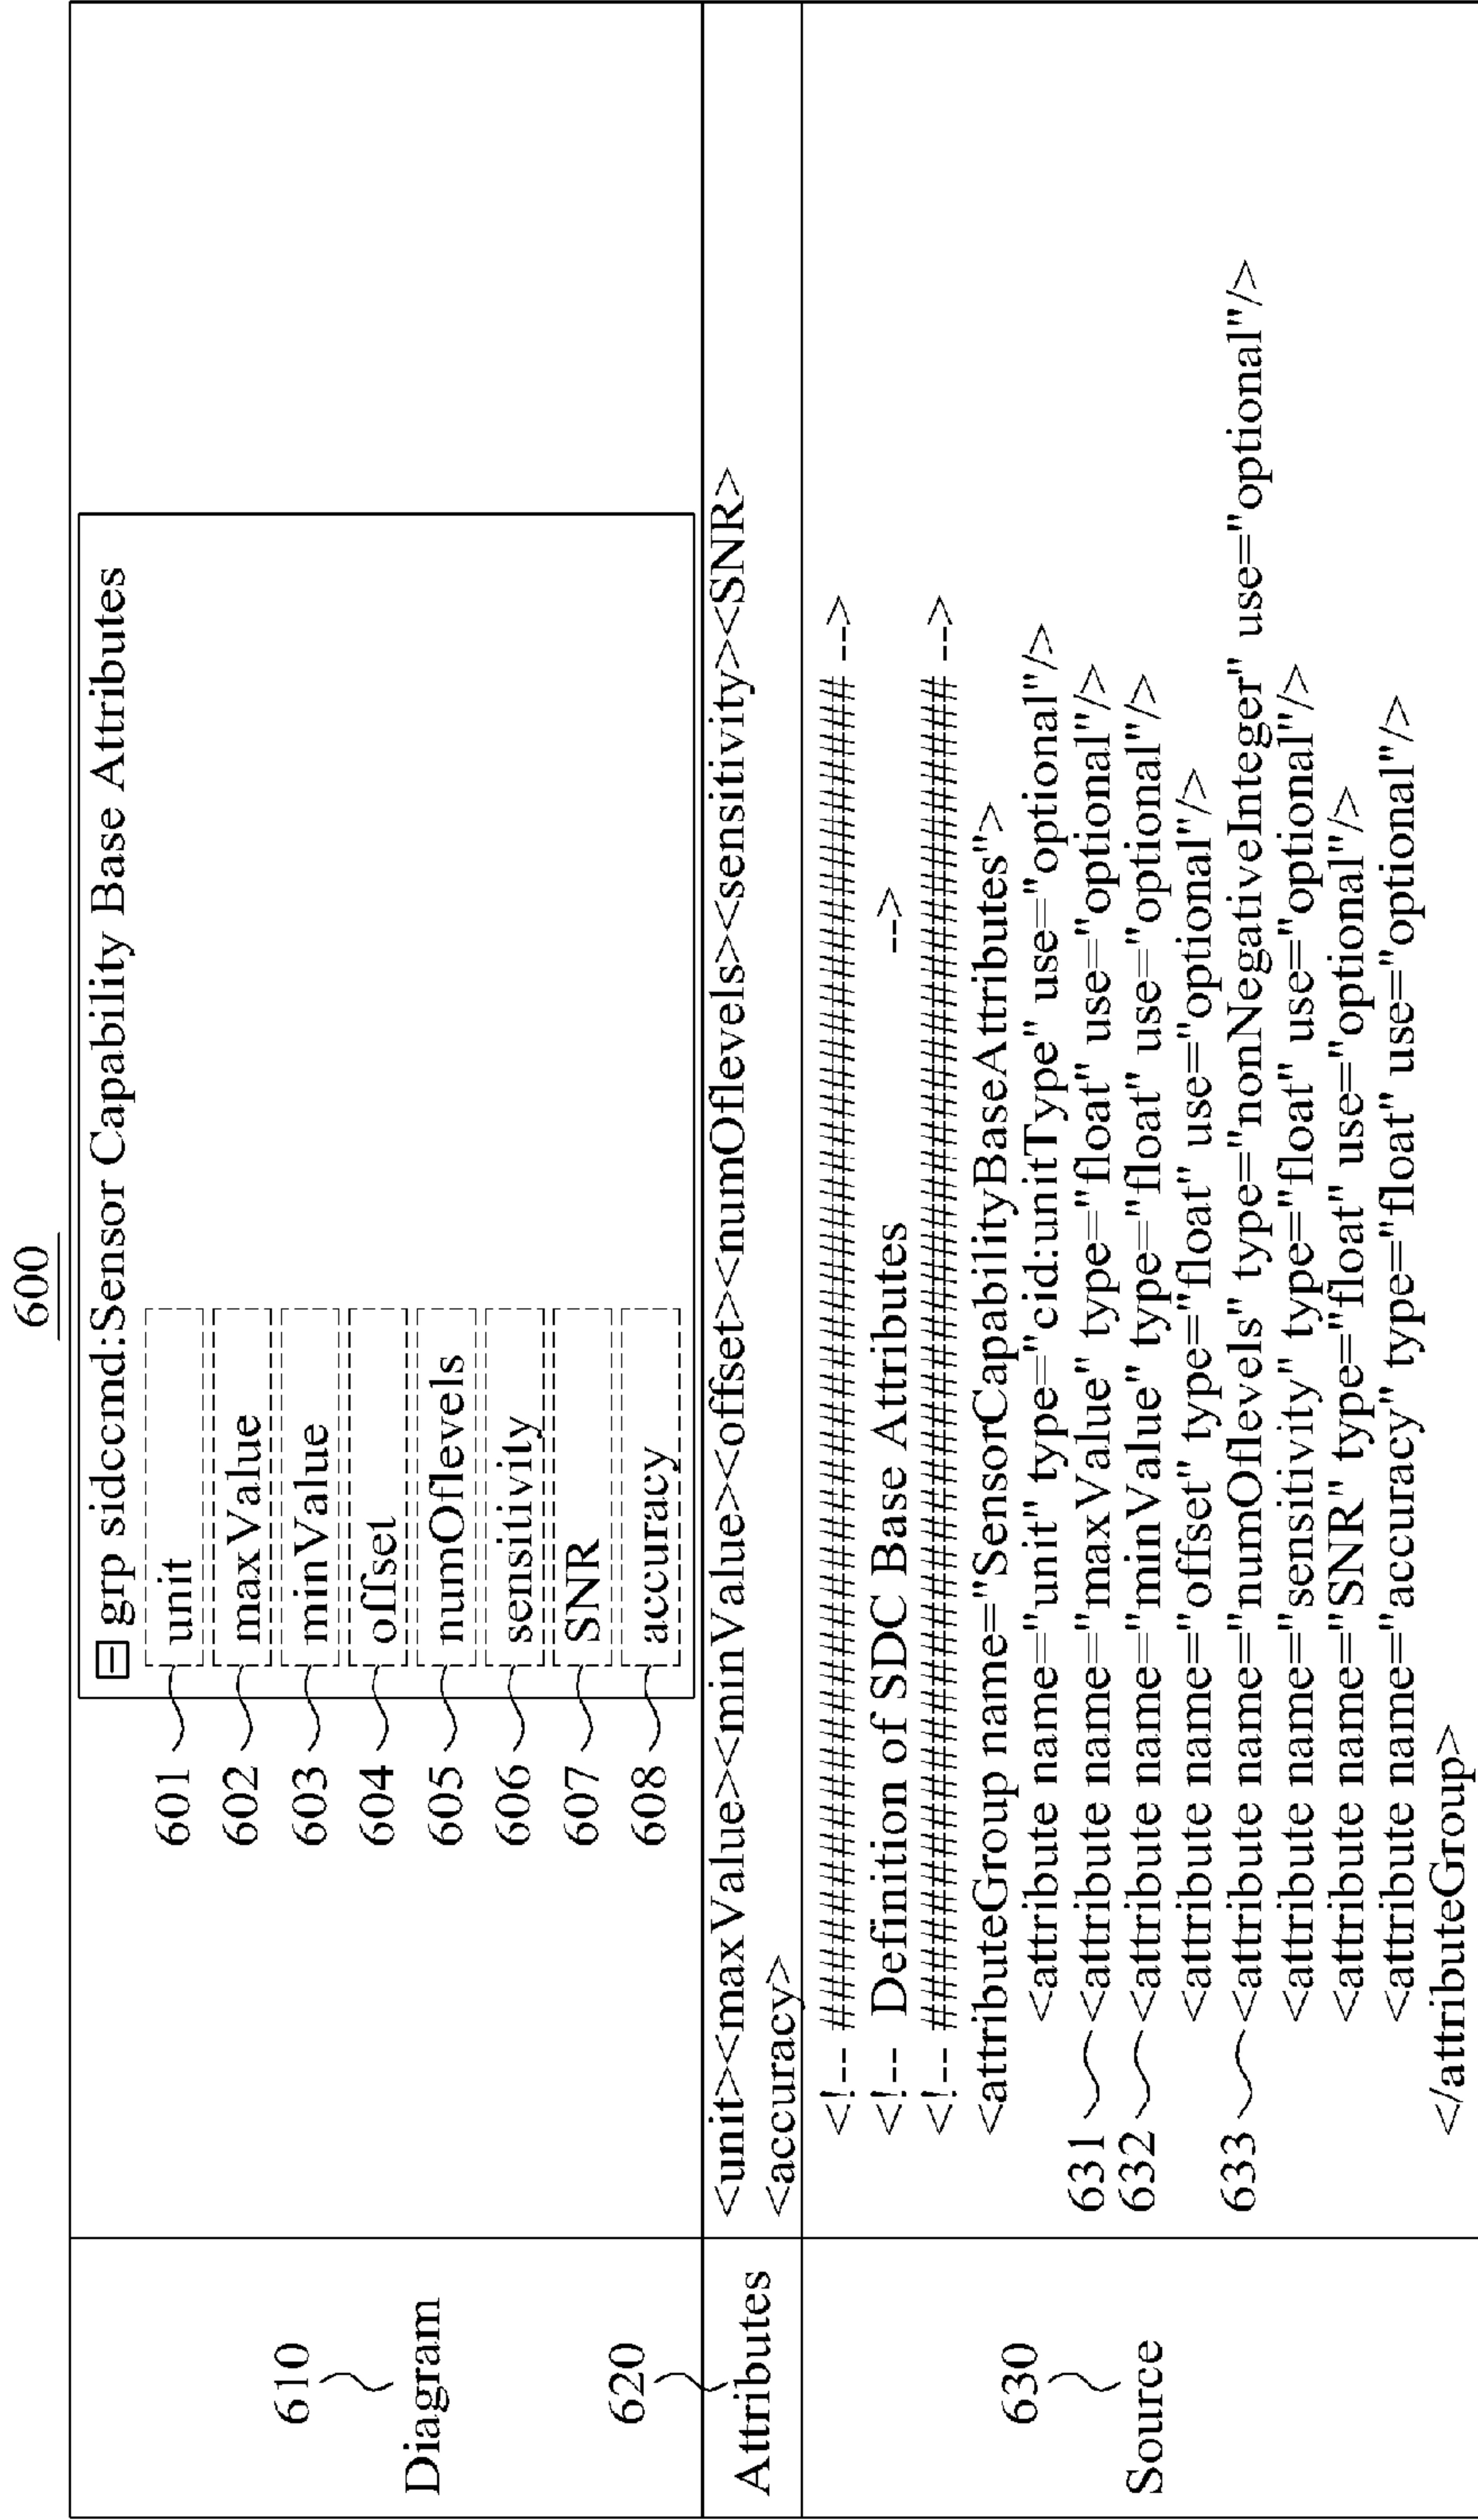 600
610
Diagram
grp sidccmd:Sensor Capability Base Attributes
601 unit
602 maxValue
603 minValue
604 offset
605 numOflevels
606 sensitivity
607 SNR
608 accuracy
620
Attributes
<unit><maxValue><minValue><offset><numOflevels><sensitivity><SNR>
<accuracy>
630
Source
<!-- ################################################ -->
<!-- Definition of SDC Base Attributes -->
<!-- ################################################ -->
<attributeGroup name="SensorCapabilityBaseAttributes">
<attribute name="unit" type="cid:unitType" use="optional"/>
631 <attribute name="maxValue" type="float" use="optional"/>
632 <attribute name="minValue" type="float" use="optional"/>
<attribute name="offset" type="float" use="optional"/>
633 <attribute name="numOflevels" type="nonNegativeInteger" use="optional"/>
<attribute name="sensitivity" type="float" use="optional"/>
<attribute name="SNR" type="float" use="optional"/>
<attribute name="accuracy" type="float" use="optional"/>
</attributeGroup>